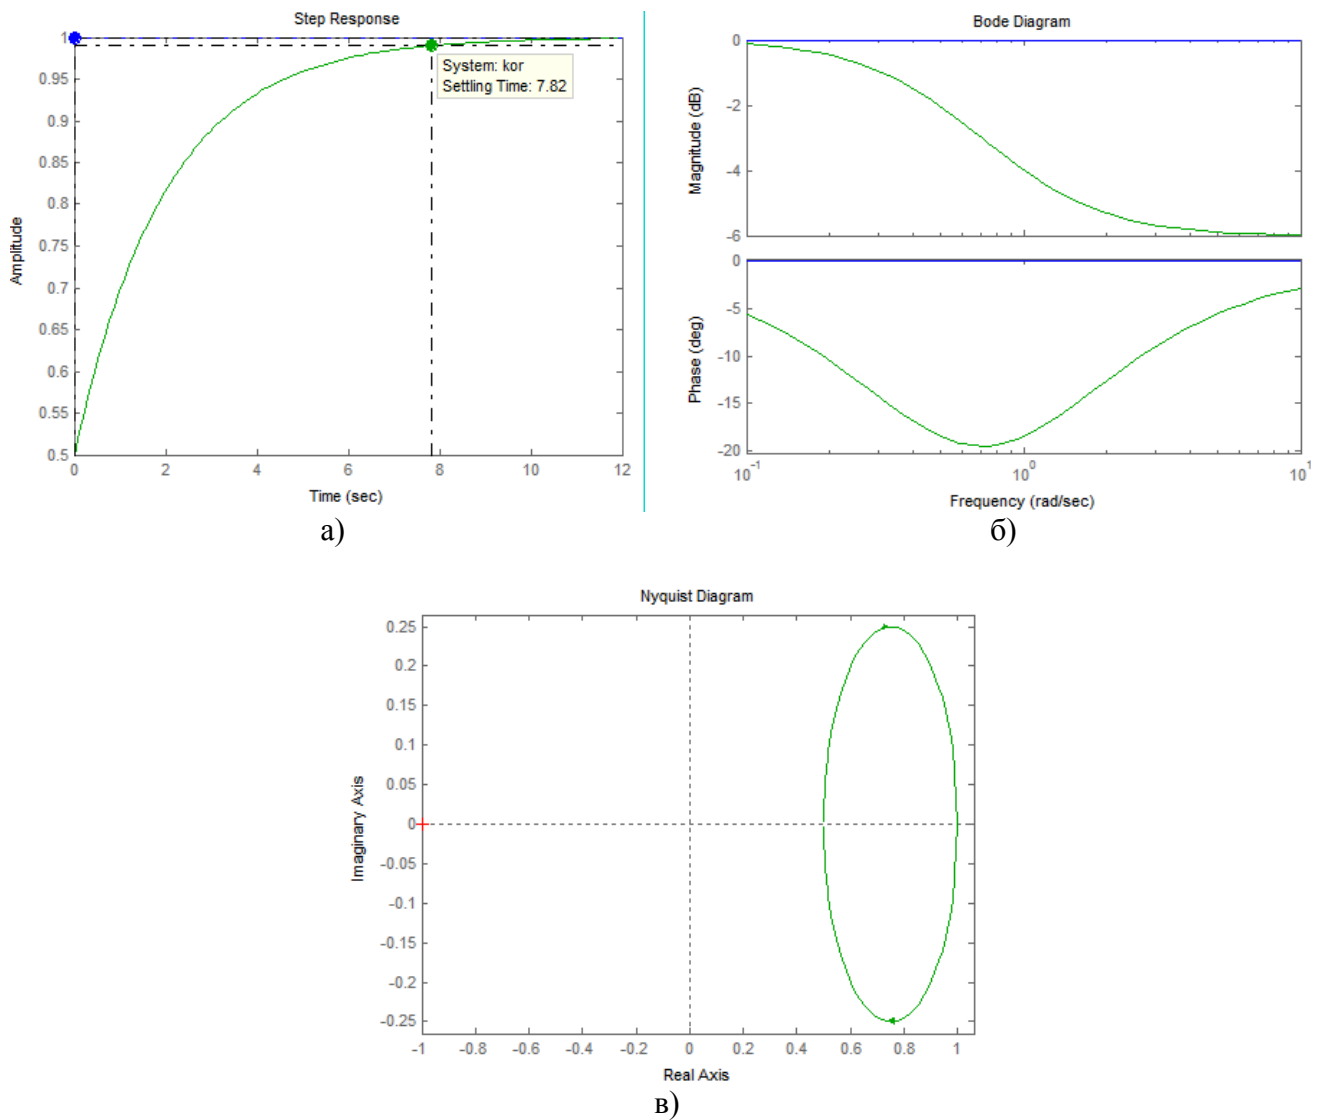 Step Response
1
0.95
0.9
0.85
0.8
0.75
0.7
0.65
0.6
0.55
0.5
Amplitude
System: kor
Settling Time: 7.82
0 2 4 6 8 10 12
Time (sec)
а)
Bode Diagram
0
-2
-4
-6
Magnitude (dB)
0
-5
-10
-15
-20
Phase (deg)
10⁻¹ 10⁰ 10¹
Frequency (rad/sec)
б)
Nyquist Diagram
0.25
0.2
0.15
0.1
0.05
0
-0.05
-0.1
-0.15
-0.2
-0.25
Imaginary Axis
-1 -0.8 -0.6 -0.4 -0.2 0 0.2 0.4 0.6 0.8 1
Real Axis
в)